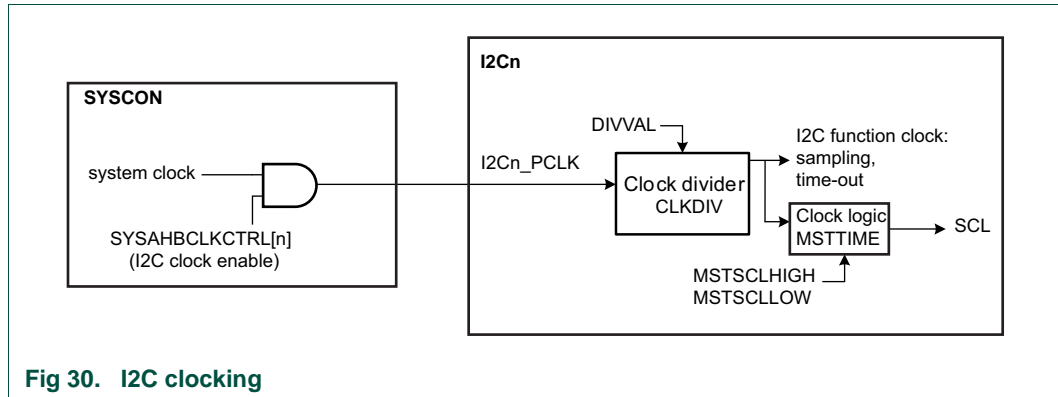 I2Cn
SYSCON
DIVVAL
I2C function clock:
sampling,
time-out
system clock
I2Cn_PCLK
Clock divider
CLKDIV
Clock logic
MSTTIME
SCL
SYSAHBCLKCTRL[n]
(I2C clock enable)
MSTSCLHIGH
MSTSCLLOW
Fig 30. I2C clocking